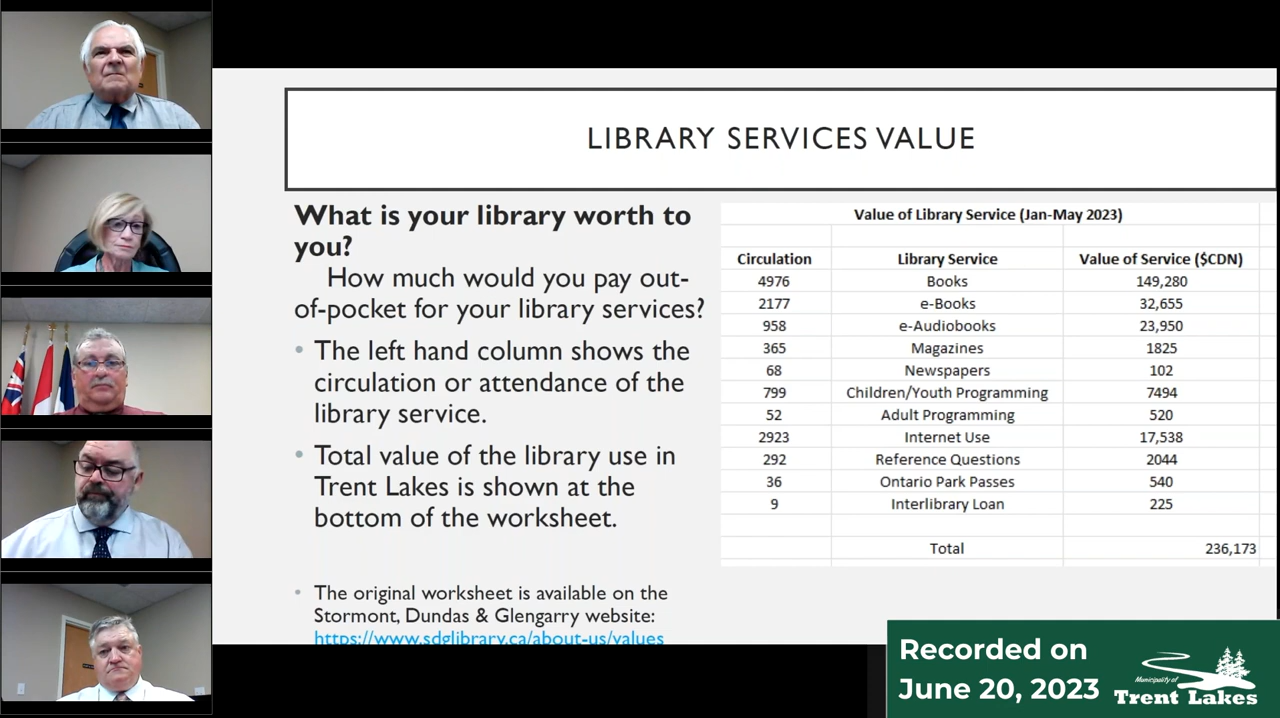 LIBRARY SERVICES VALUE
What is your library worth to
you?
How much would you pay out-
of-pocket for your library services?
• The left hand column shows the
circulation or attendance of the
library service.
• Total value of the library use in
Trent Lakes is shown at the
bottom of the worksheet.
• The original worksheet is available on the
Stormont, Dundas & Glengarry website:
https://www.sdglibrary.ca/about-us/values
Value of Library Service (Jan-May 2023)
Circulation Library Service Value of Service ($CDN)
4976 Books 149,280
2177 e-Books 32,655
958 e-Audiobooks 23,950
365 Magazines 1825
68 Newspapers 102
799 Children/Youth Programming 7494
52 Adult Programming 520
2923 Internet Use 17,538
292 Reference Questions 2044
36 Ontario Park Passes 540
9 Interlibrary Loan 225
Total 236,173
Recorded on
June 20, 2023
Municipality of
Trent Lakes